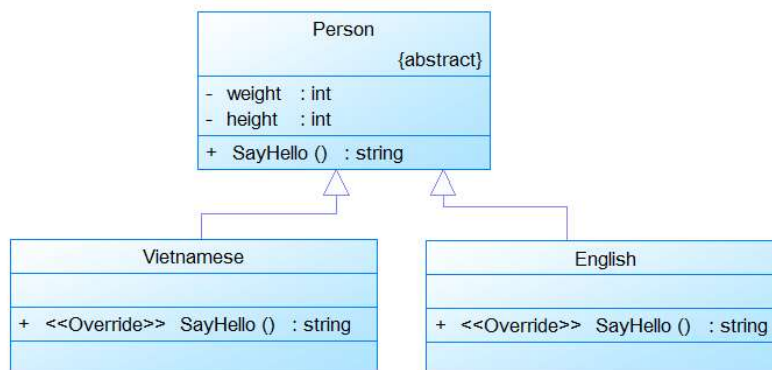 Person
{abstract}
- weight : int
- height : int
+ SayHello () : string
Vietnamese
+ <<Override>> SayHello () : string
English
+ <<Override>> SayHello () : string